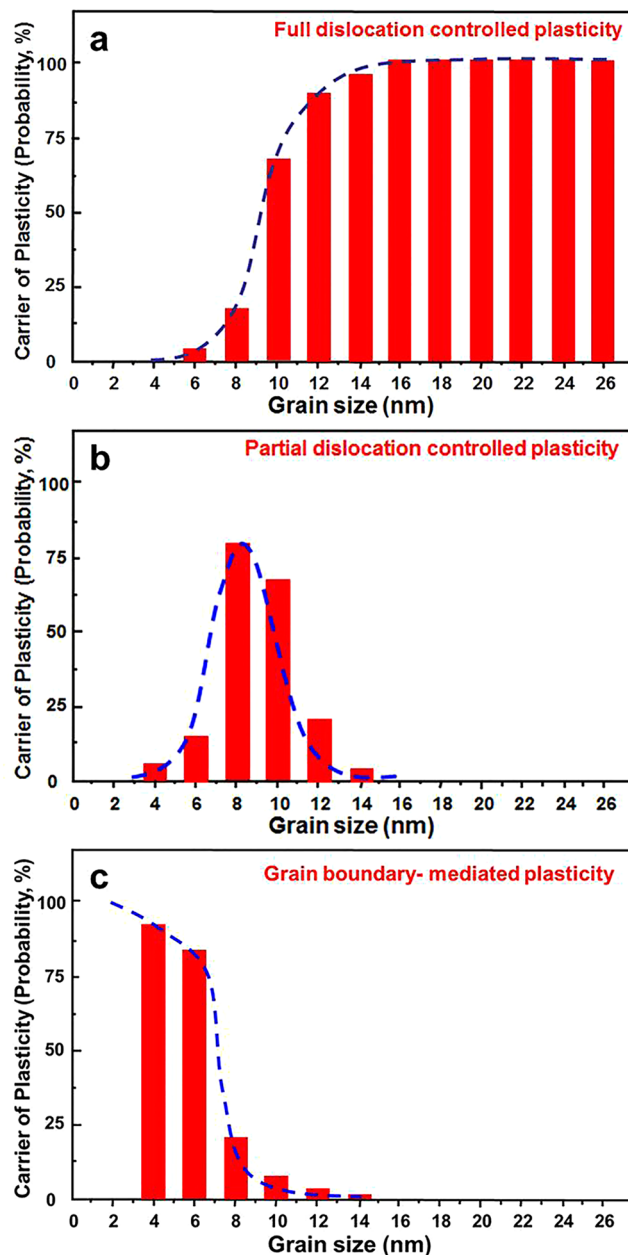 a
Full dislocation controlled plasticity
Carrier of Plasticity (Probability, %)
100
75
50
25
0
0 2 4 6 8 10 12 14 16 18 20 22 24 26
Grain size (nm)
b
Partial dislocation controlled plasticity
Carrier of Plasticity (Probability, %)
100
75
50
25
0
0 2 4 6 8 10 12 14 16 18 20 22 24 26
Grain size (nm)
c
Grain boundary- mediated plasticity
Carrier of Plasticity (Probability, %)
100
75
50
25
0
0 2 4 6 8 10 12 14 16 18 20 22 24 26
Grain size (nm)